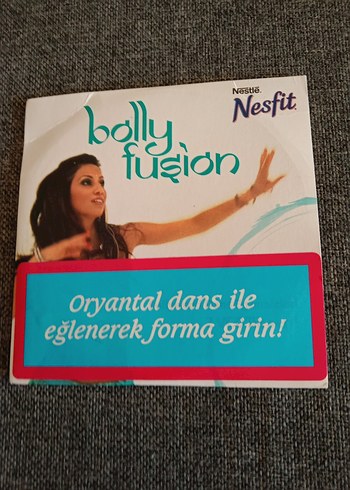 Nestlé.
Nesfit
bolly
fusion
Oryantal dans ile
eğlenerek forma girin!